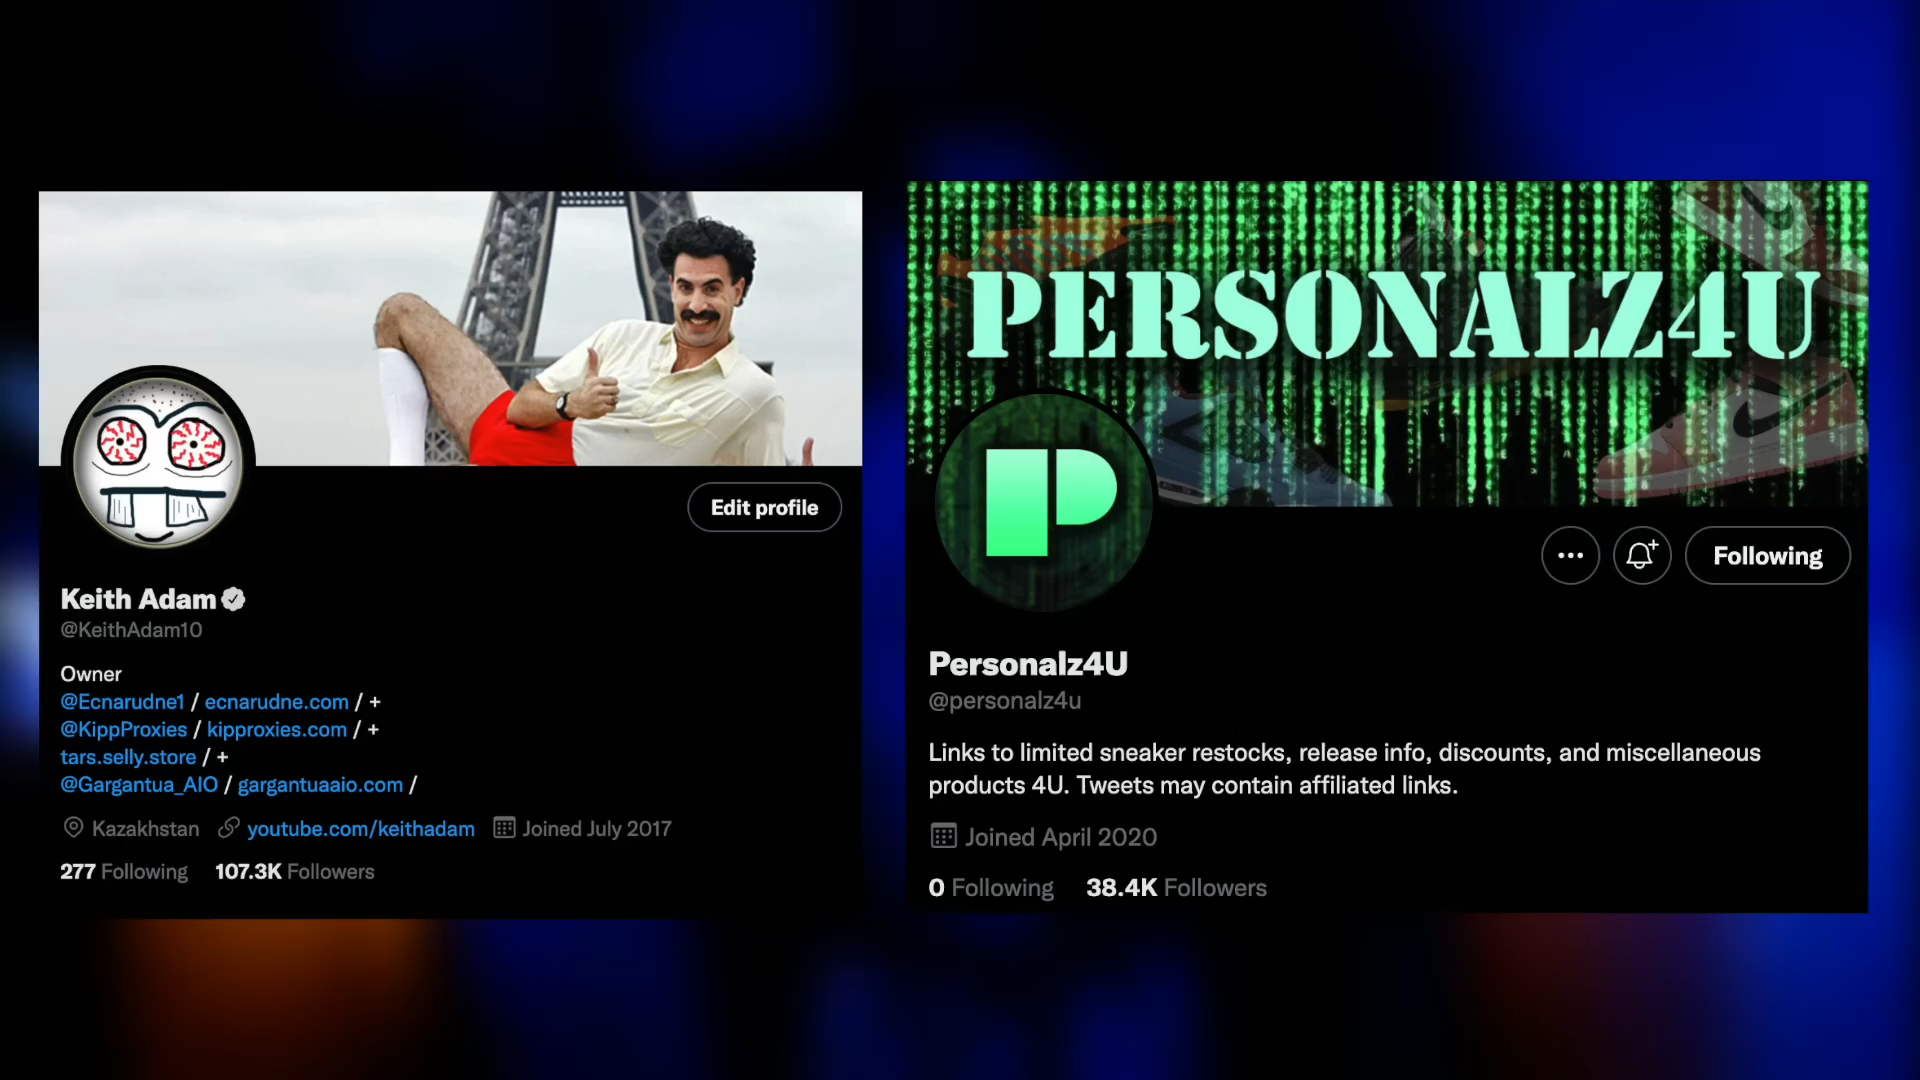 Edit profile
Keith Adam
@KeithAdam10
Owner
@Ecnarudne1 / ecnarudne.com / +
@KippProxies / kipproxies.com / +
tars.selly.store / +
@Gargantua_AIO / gargantuaaio.com /
Kazakhstan youtube.com/keithadam Joined July 2017
277 Following 107.3K Followers
PERSONALZ4U
P
Following
Personalz4U
@personalz4u
Links to limited sneaker restocks, release info, discounts, and miscellaneous
products 4U. Tweets may contain affiliated links.
Joined April 2020
0 Following 38.4K Followers